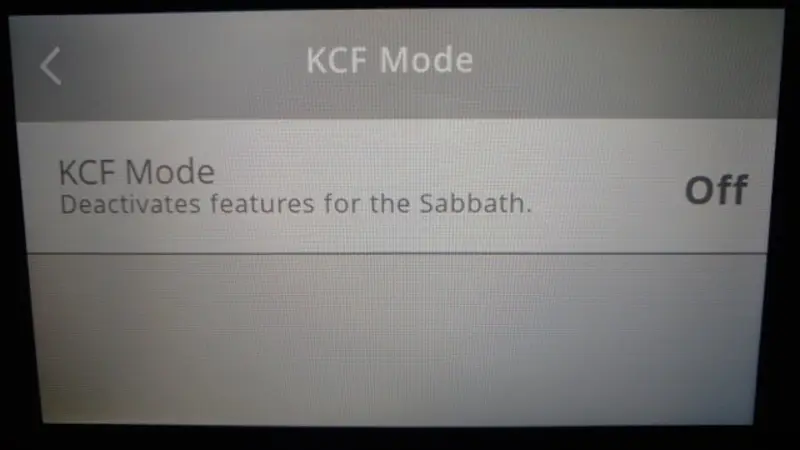 KCF Mode
KCF Mode
Off
Deactivates features for the Sabbath.